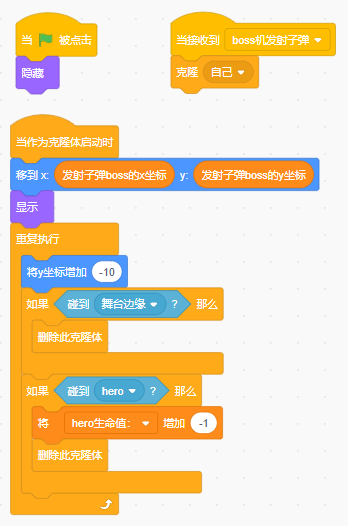 当 被点击
隐藏
当接收到 boss机发射子弹
克隆 自己
当作为克隆体启动时
移到 x: 发射子弹boss的x坐标 y: 发射子弹boss的y坐标
显示
重复执行
将y坐标增加 -10
如果 碰到 舞台边缘 ? 那么
删除此克隆体
如果 碰到 hero ? 那么
将 hero生命值: 增加 -1
删除此克隆体